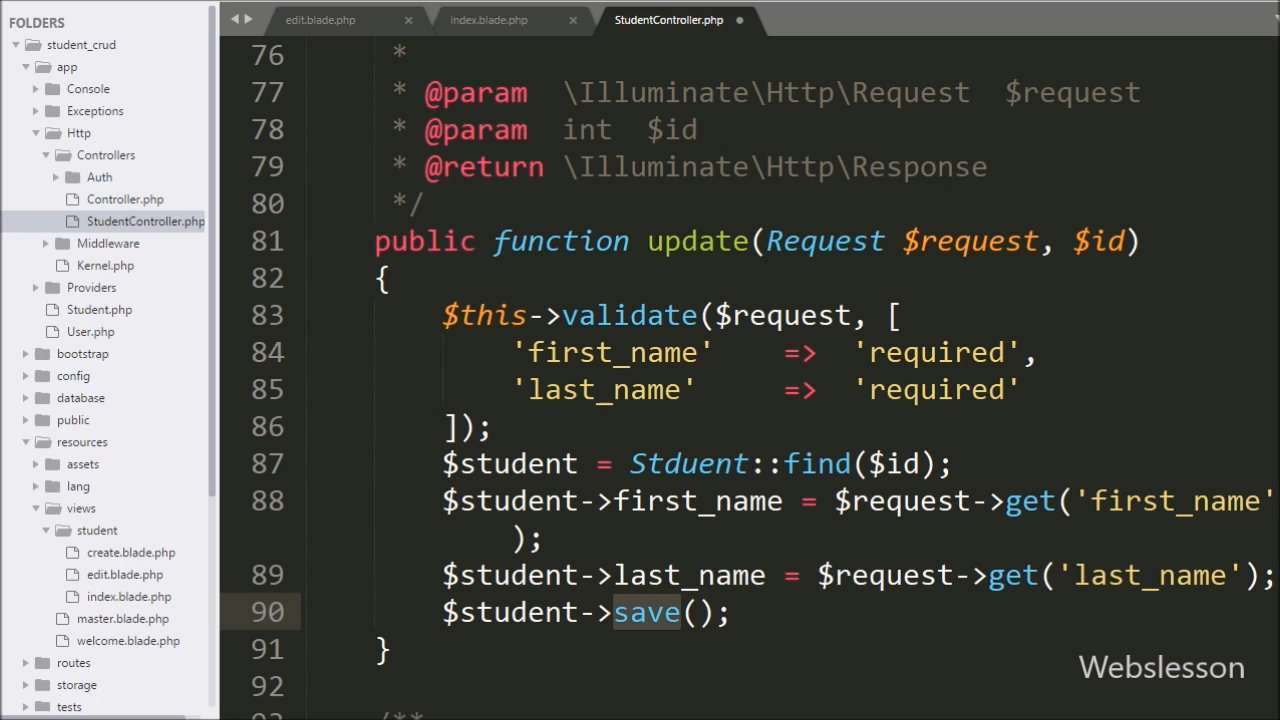 FOLDERS
student_crud
app
Console
Exceptions
Http
Controllers
Auth
Controller.php
StudentController.php
Middleware
Kernel.php
Providers
Student.php
User.php
bootstrap
config
database
public
resources
assets
lang
views
student
create.blade.php
edit.blade.php
index.blade.php
master.blade.php
welcome.blade.php
routes
storage
tests
edit.blade.php × index.blade.php × StudentController.php
76 *
77 * @param \Illuminate\Http\Request $request
78 * @param int $id
79 * @return \Illuminate\Http\Response
80 */
81 public function update(Request $request, $id)
82 {
83 $this->validate($request, [
84 'first_name' => 'required',
85 'last_name' => 'required'
86 ]);
87 $student = Stduent::find($id);
88 $student->first_name = $request->get('first_name'
);
89 $student->last_name = $request->get('last_name');
90 $student->save();
91 }
92
93 /**
Webslesson